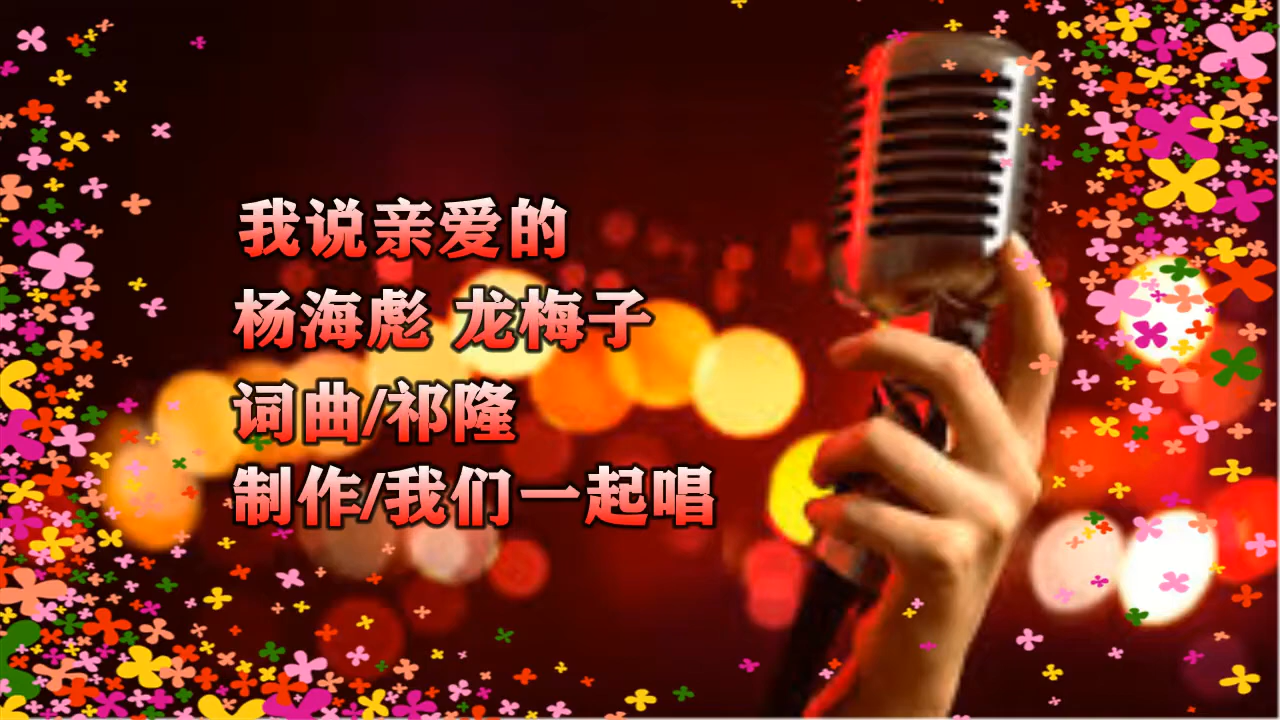 我说亲爱的
杨海彪 龙梅子
词曲/祁隆
制作/我们一起唱